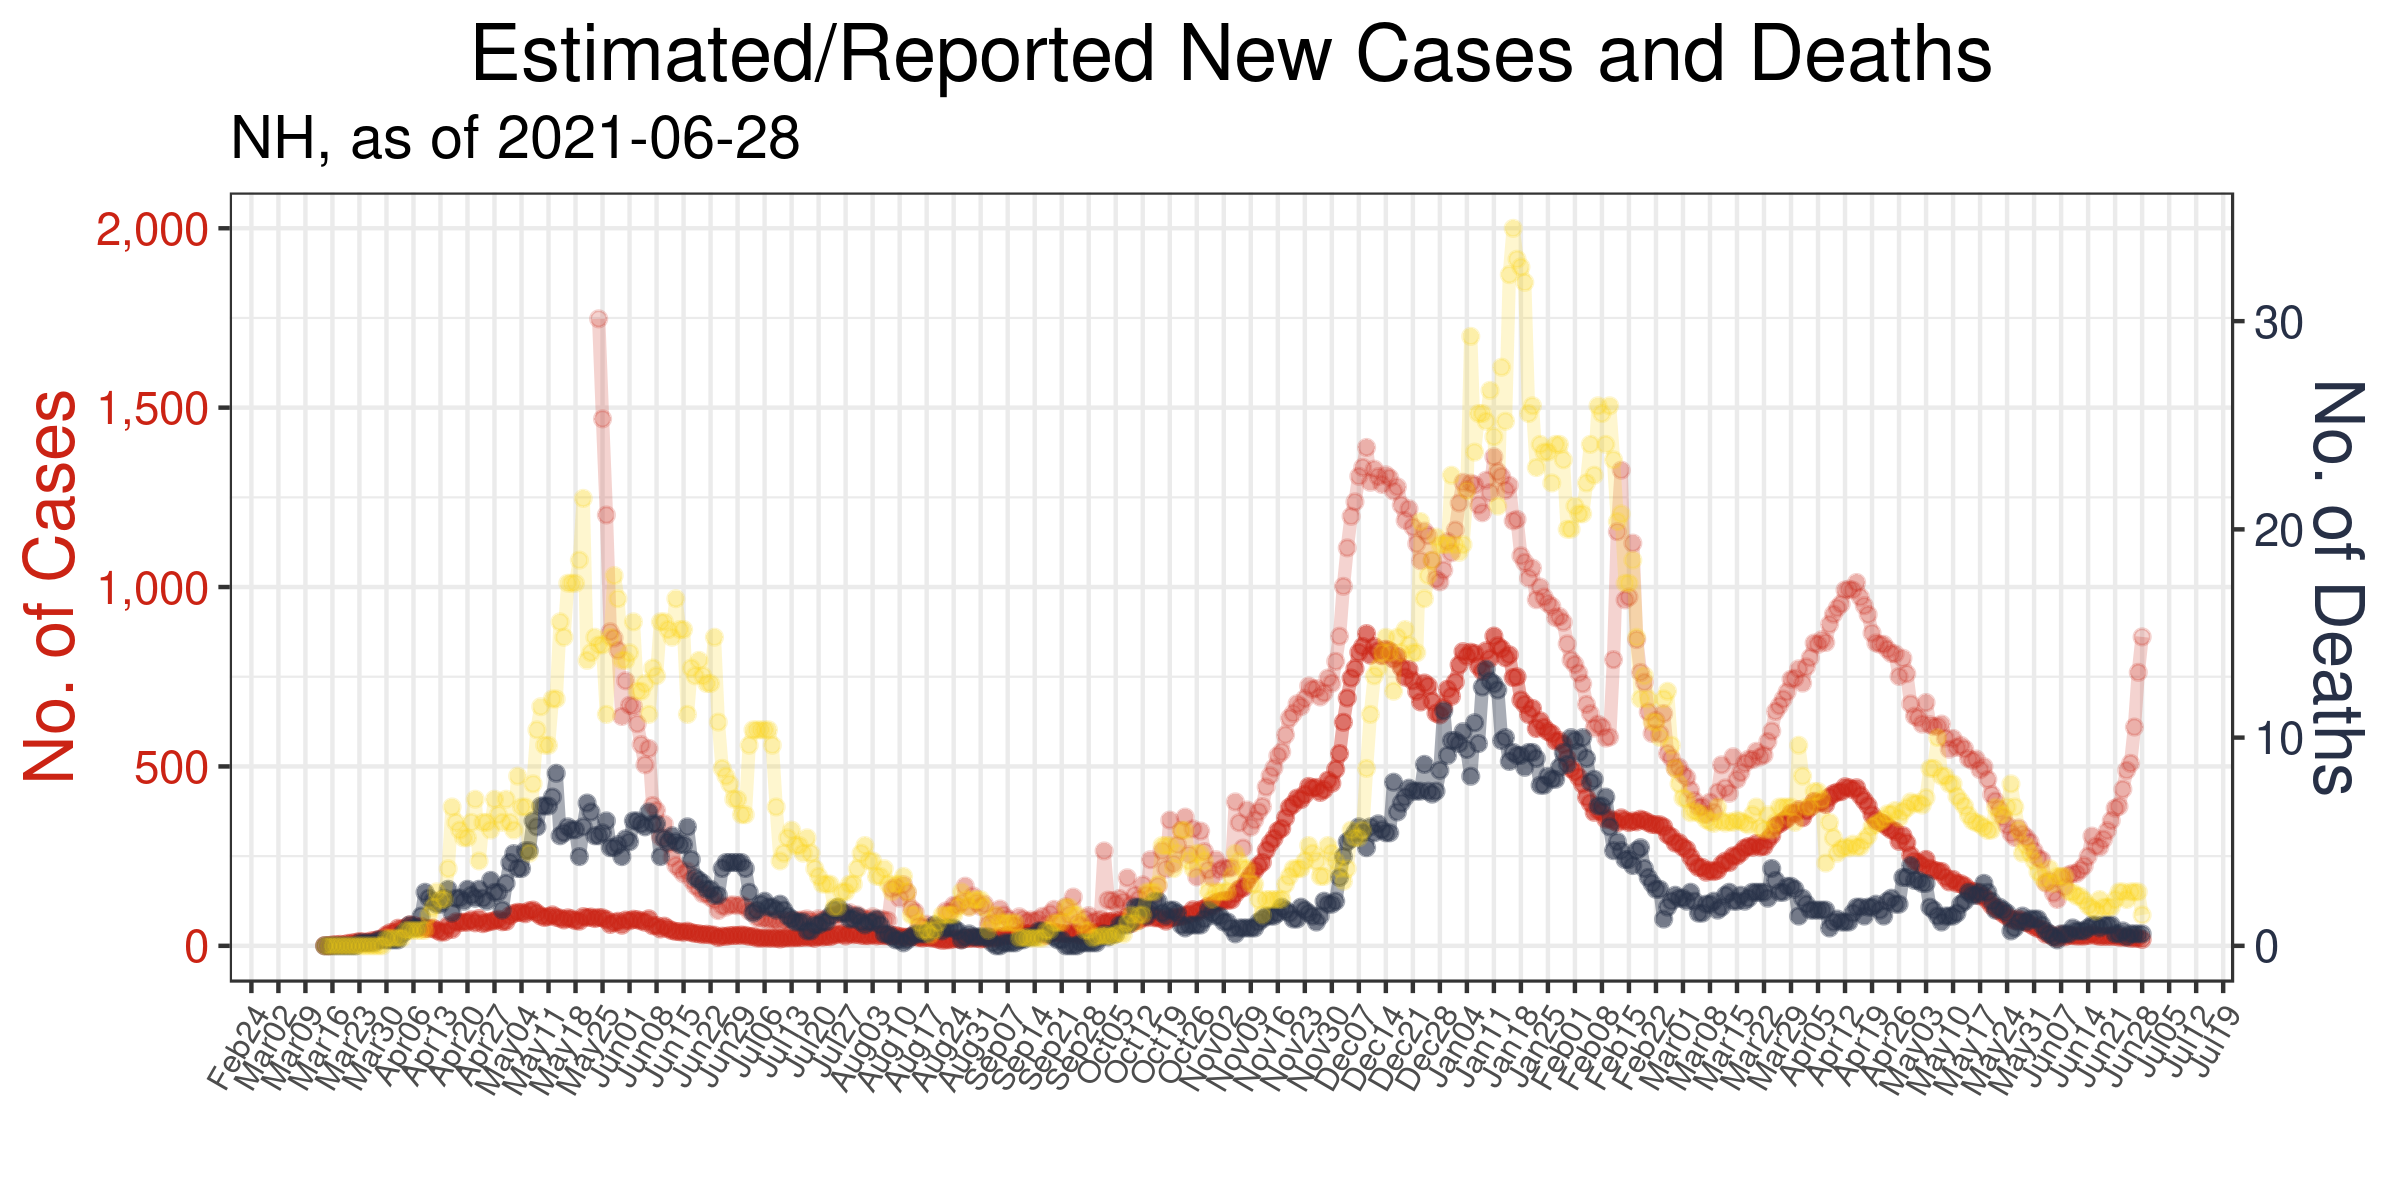 Estimated/Reported New Cases and Deaths
NH, as of 2021-06-28
No. of Cases
2,000
1,500
1,000
500
0
30
20
10
0
No. of Deaths
Feb24
Mar02
Mar09
Mar16
Mar23
Mar30
Apr06
Apr13
Apr20
Apr27
May04
May11
May18
May25
Jun01
Jun08
Jun15
Jun22
Jun29
Jul06
Jul13
Jul20
Jul27
Aug03
Aug10
Aug17
Aug24
Aug31
Sep07
Sep14
Sep21
Sep28
Oct05
Oct12
Oct19
Oct26
Nov02
Nov09
Nov16
Nov23
Nov30
Dec07
Dec14
Dec21
Dec28
Jan04
Jan11
Jan18
Jan25
Feb01
Feb08
Feb15
Feb22
Mar01
Mar08
Mar15
Mar22
Mar29
Apr05
Apr12
Apr19
Apr26
May03
May10
May17
May24
May31
Jun07
Jun14
Jun21
Jun28
Jul05
Jul12
Jul19